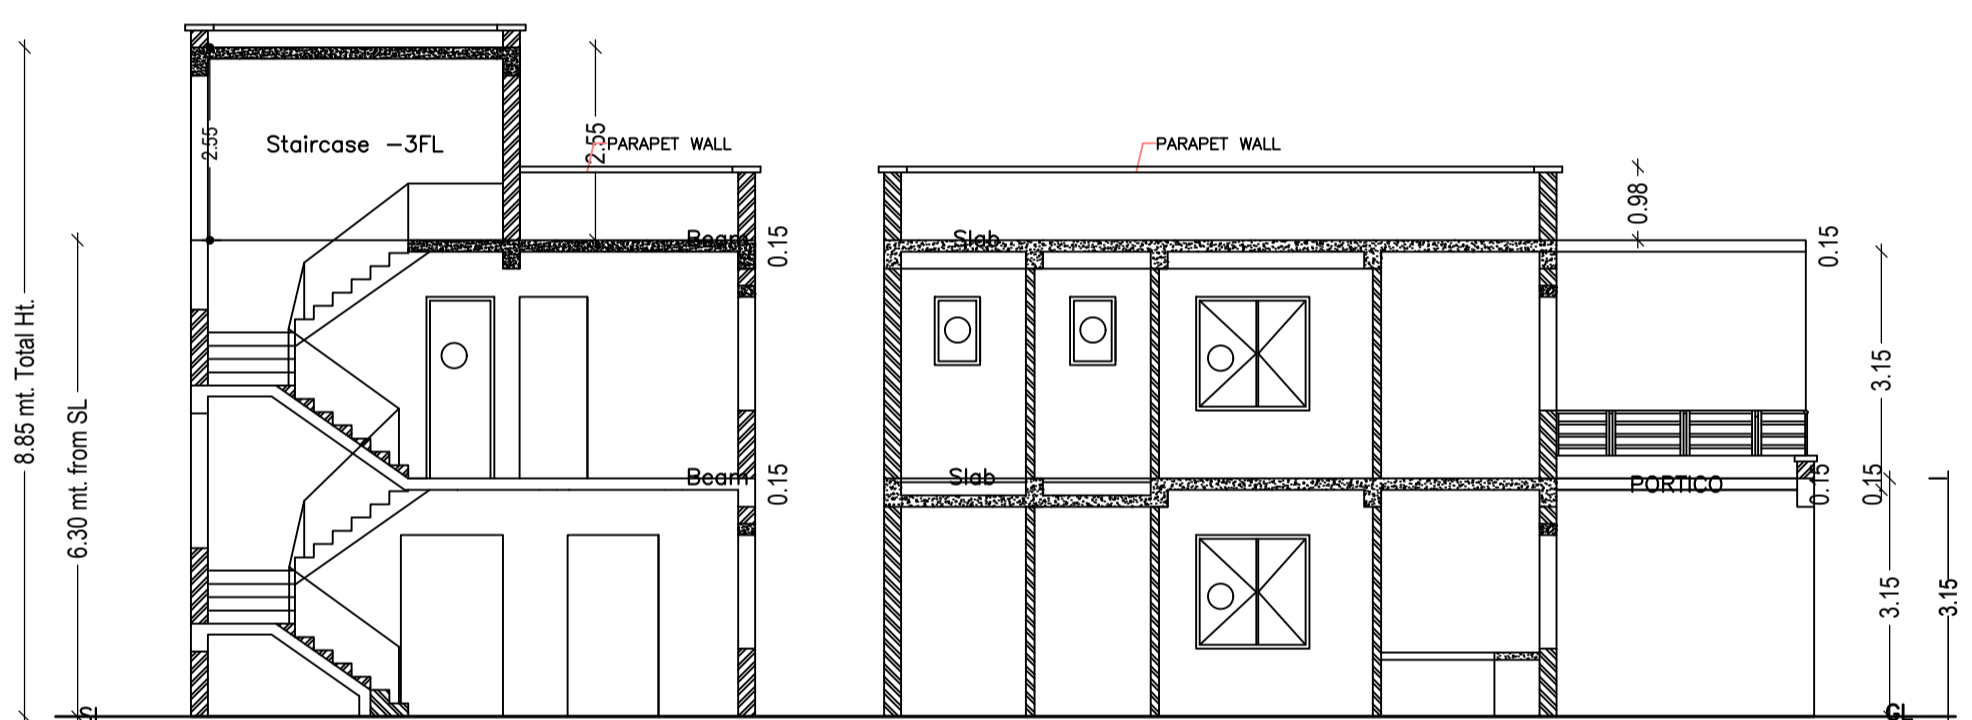 8.85 mt. Total Ht.
6.30 mt. from SL
2.55
Staircase -3FL
2.55
PARAPET WALL
Beam
0.15
Beam
0.15
PARAPET WALL
Slab
Slab
0.98
0.15
3.15
PORTICO
0.15
0.15
3.15
3.15
GL